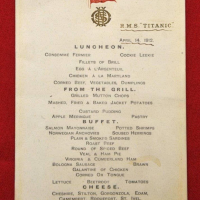 R.M.S. "TITANIC"
APRIL 14, 1912.
LUNCHEON.
CONSOMMÉ FERMIER COCKIE LEEKIE
FILLETS OF BRILL
EGG À L'ARGENTEUIL
CHICKEN À LA MARYLAND
CORNED BEEF, VEGETABLES, DUMPLINGS
FROM THE GRILL.
GRILLED MUTTON CHOPS
MASHED, FRIED & BAKED JACKET POTATOES
CUSTARD PUDDING
APPLE MERINGUE PASTRY
BUFFET.
SALMON MAYONNAISE POTTED SHRIMPS
NORWEGIAN ANCHOVIES SOUSED HERRINGS
PLAIN & SMOKED SARDINES
ROAST BEEF
ROUND OF SPICED BEEF
VEAL & HAM PIE
VIRGINIA & CUMBERLAND HAM
BOLOGNA SAUSAGE BRAWN
GALANTINE OF CHICKEN
CORNED OX TONGUE
LETTUCE BEETROOT TOMATOES
CHEESE.
CHESHIRE, STILTON, GORGONZOLA, EDAM,
CAMEMBERT, ROQUEFORT, ST. IVEL,